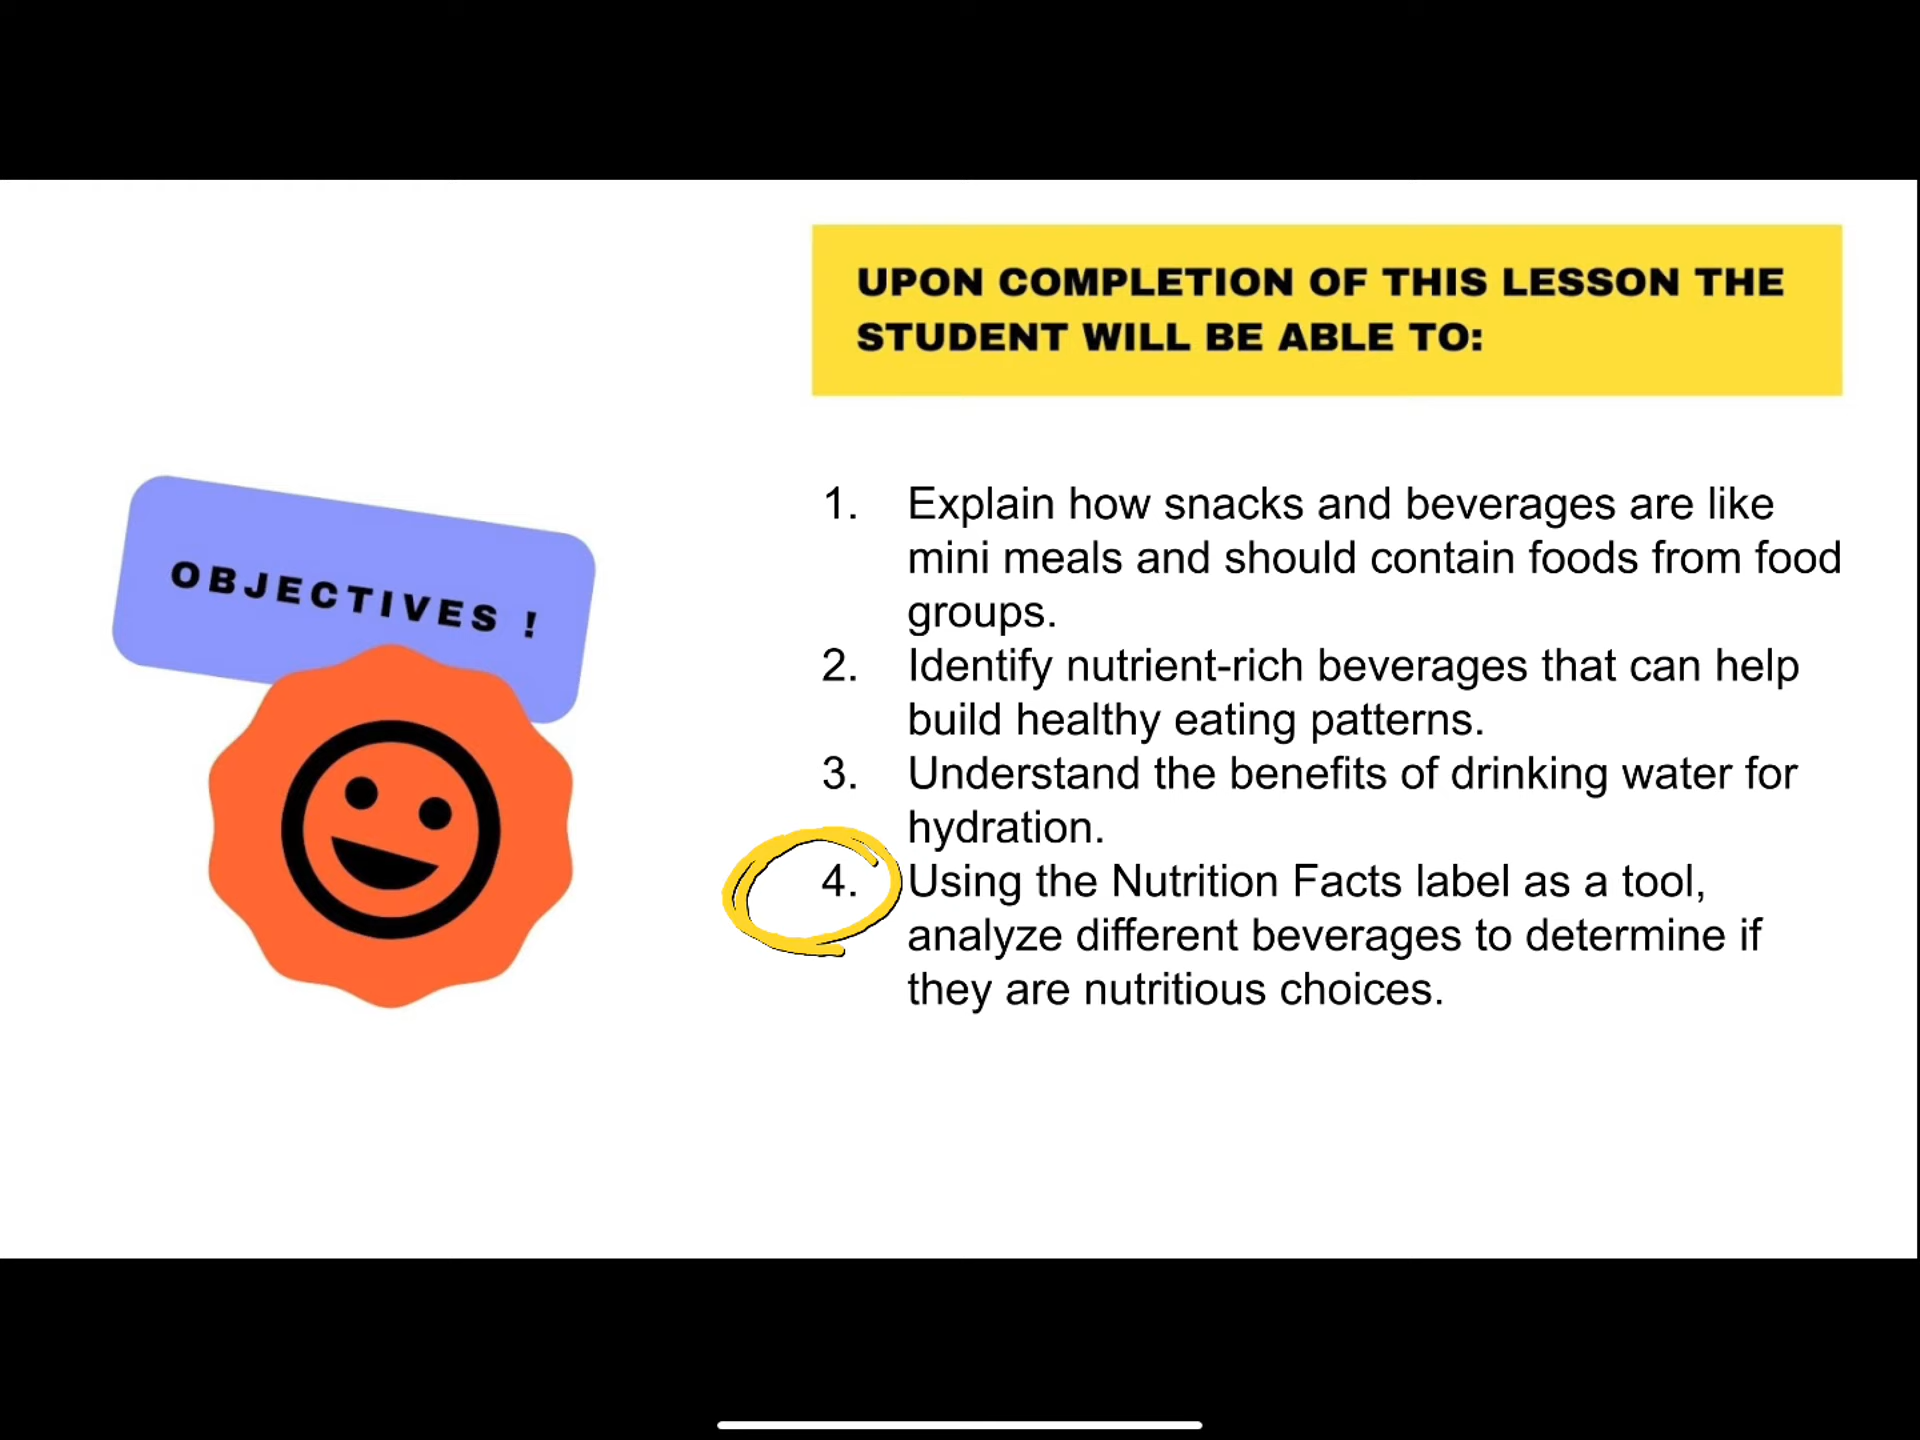 UPON COMPLETION OF THIS LESSON THE
STUDENT WILL BE ABLE TO:
OBJECTIVES !
1. Explain how snacks and beverages are like
mini meals and should contain foods from food
groups.
2. Identify nutrient-rich beverages that can help
build healthy eating patterns.
3. Understand the benefits of drinking water for
hydration.
4. Using the Nutrition Facts label as a tool,
analyze different beverages to determine if
they are nutritious choices.